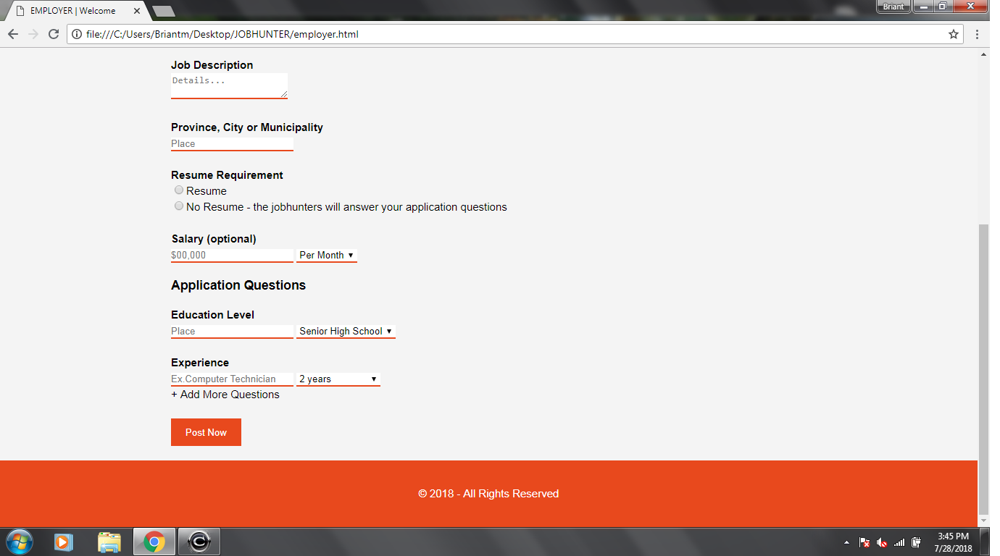 EMPLOYER | Welcome
Briant
file:///C:/Users/Briantm/Desktop/JOBHUNTER/employer.html
Job Description
Details...
Province, City or Municipality
Place
Resume Requirement
Resume
No Resume - the jobhunters will answer your application questions
Salary (optional)
$00,000 Per Month
Application Questions
Education Level
Place Senior High School
Experience
Ex.Computer Technician 2 years
+ Add More Questions
Post Now
© 2018 - All Rights Reserved
3:45 PM
7/28/2018